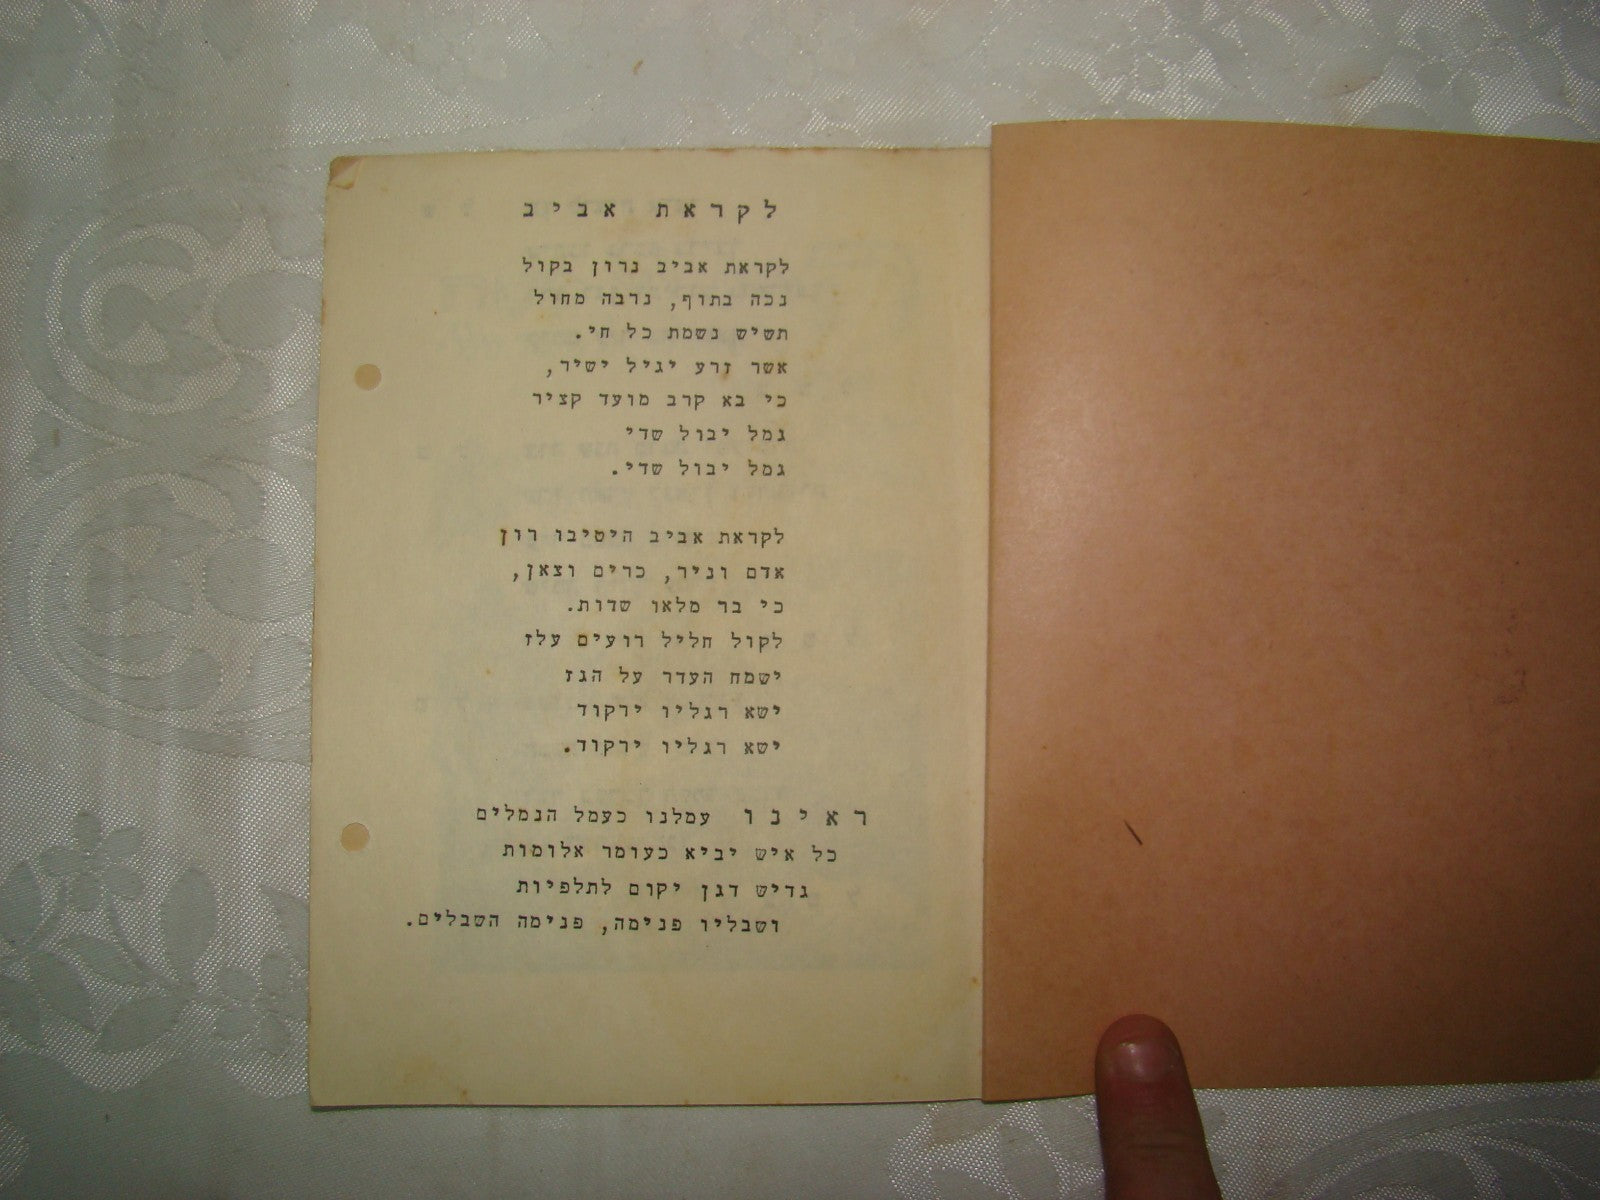 לקראת אביב
לקראת אביב נרון בקול
נכה בתוף, נרבה מחול
תשיש נשמת כל חי.
אשר זרע יגיל ישיר,
כי בא קרב מועד קציר
גמל יבול שדי
גמל יבול שדי.
לקראת אביב היטיבו רון
אדם וניר, כרים וצאן,
כי בר מלאו שדות.
לקול חליל רועים עלז
ישמח העדר על הגז
ישא רגליו ירקוד
ישא רגליו ירקוד.
ראינו עמלנו כעמל הנמלים
כל איש יביא כעומר אלומות
גדיש דגן יקום לתלפיות
ושבליו פנימה, פנימה השבלים.